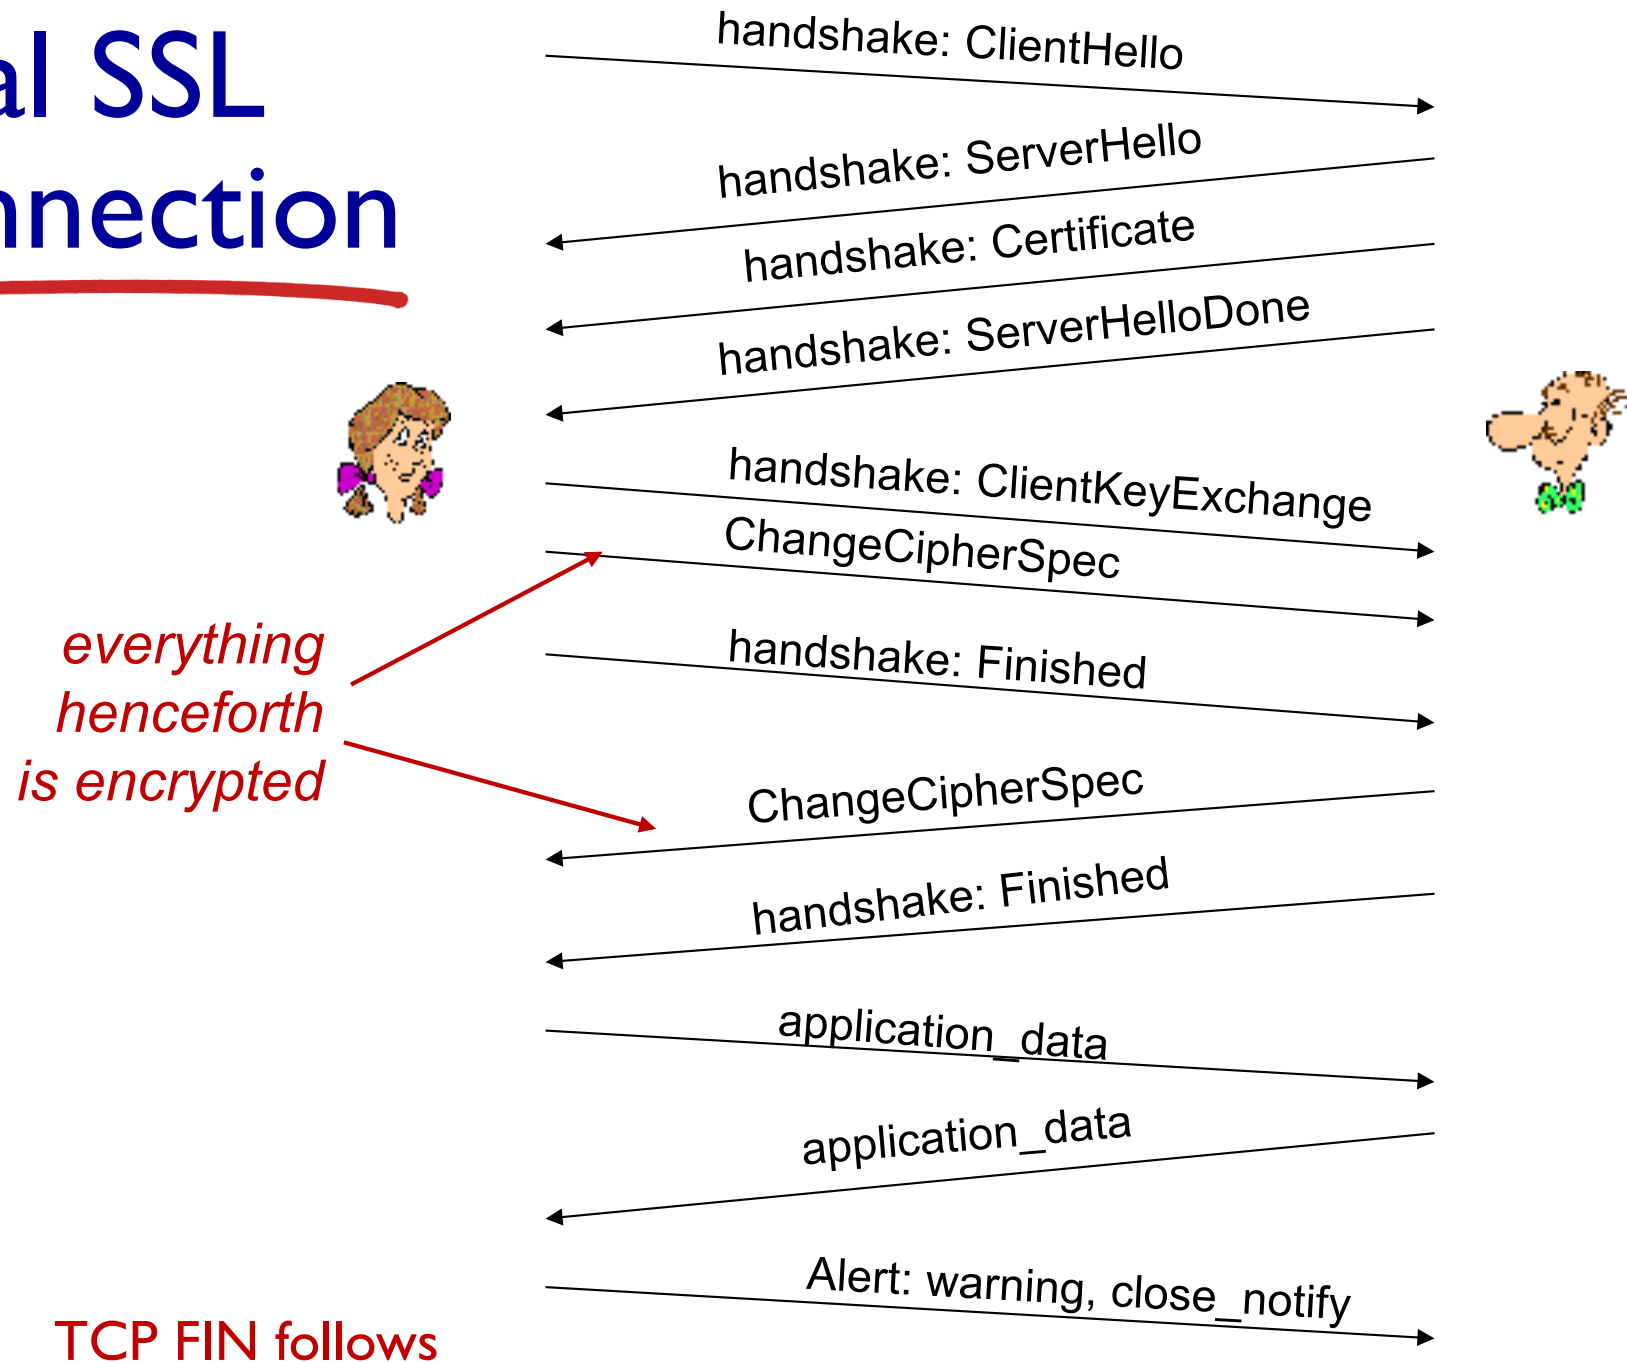 al SSL
nnection
handshake: ClientHello
handshake: ServerHello
handshake: Certificate
handshake: ServerHelloDone
handshake: ClientKeyExchange
ChangeCipherSpec
handshake: Finished
everything
henceforth
is encrypted
ChangeCipherSpec
handshake: Finished
application_data
application_data
Alert: warning, close_notify
TCP FIN follows